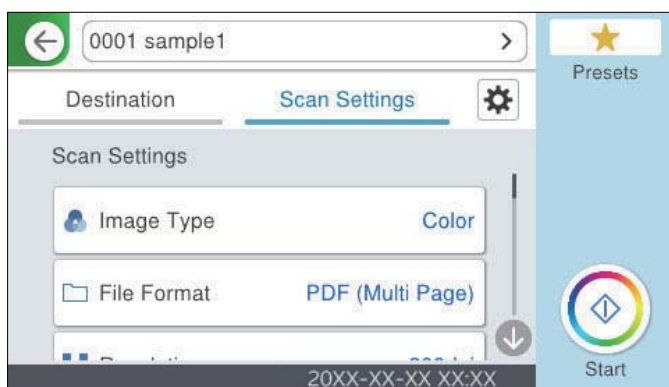 0001 sample1
Presets
Destination
Scan Settings
Scan Settings
Image Type
Color
File Format
PDF (Multi Page)
20XX-XX-XX XX:XX
Start